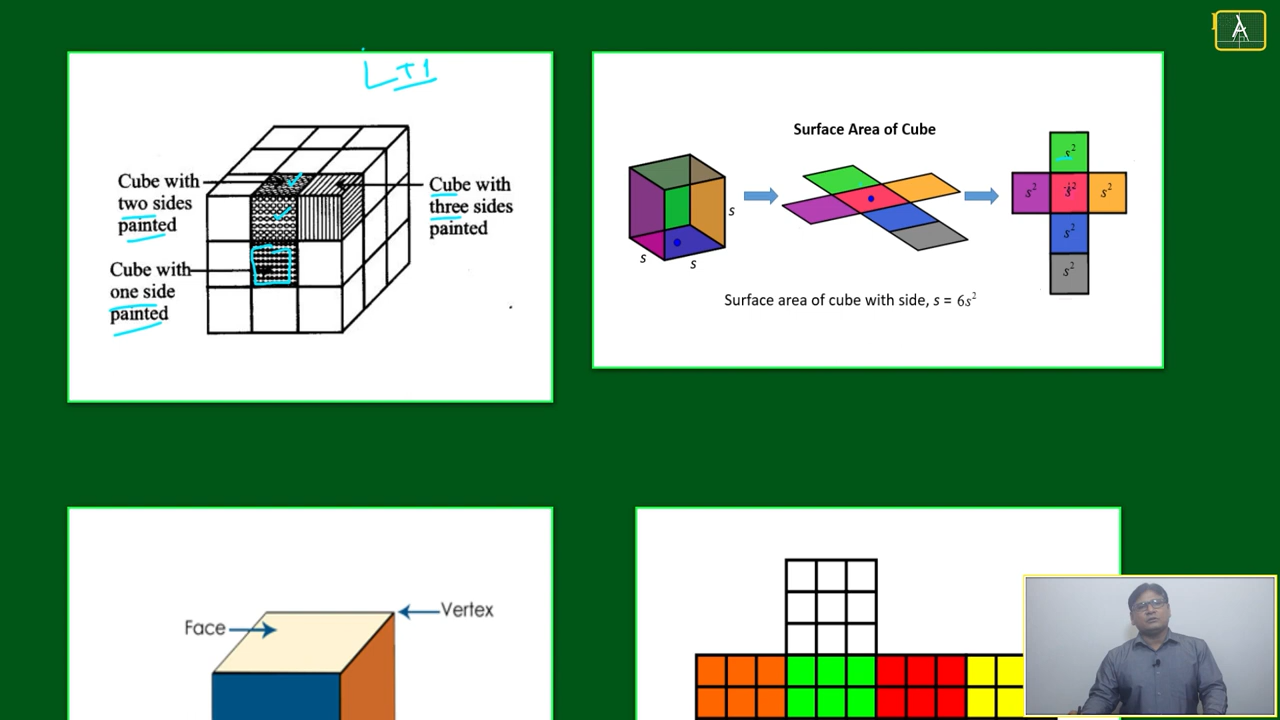 LT1
Cube with
two sides
painted
Cube with
one side
painted
Cube with
three sides
painted
Surface Area of Cube
s
s
s
s²
s² s² s²
s²
s²
Surface area of cube with side, s = 6s²
Face
Vertex